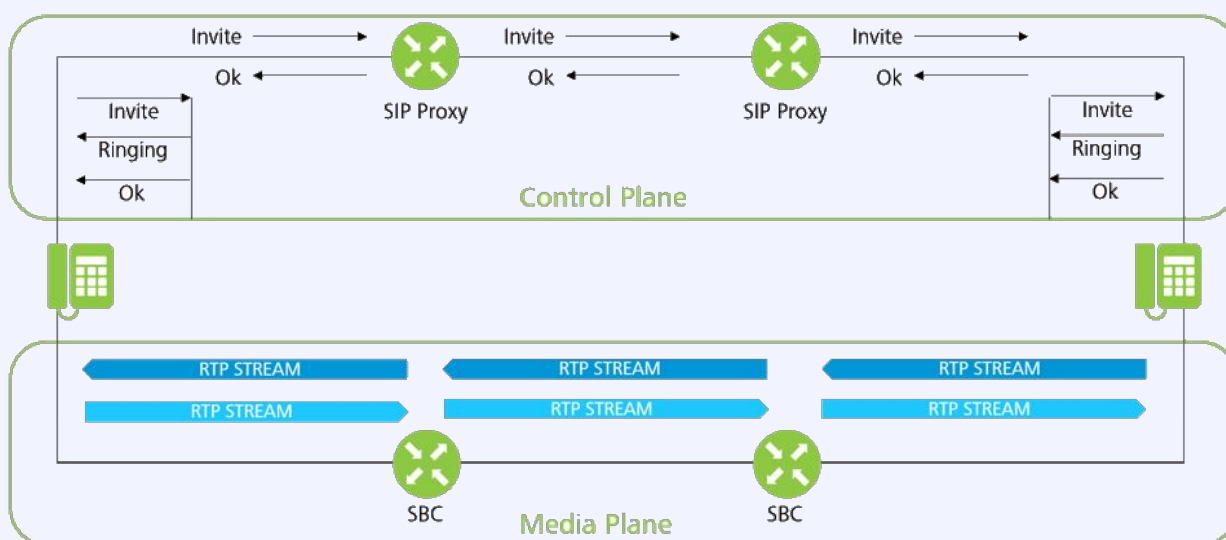 Invite
Invite
Invite
Ok
Ok
Ok
Invite
Ringing
Ok
SIP Proxy
SIP Proxy
Invite
Ringing
Ok
Control Plane
RTP STREAM
RTP STREAM
RTP STREAM
RTP STREAM
RTP STREAM
RTP STREAM
SBC
SBC
Media Plane